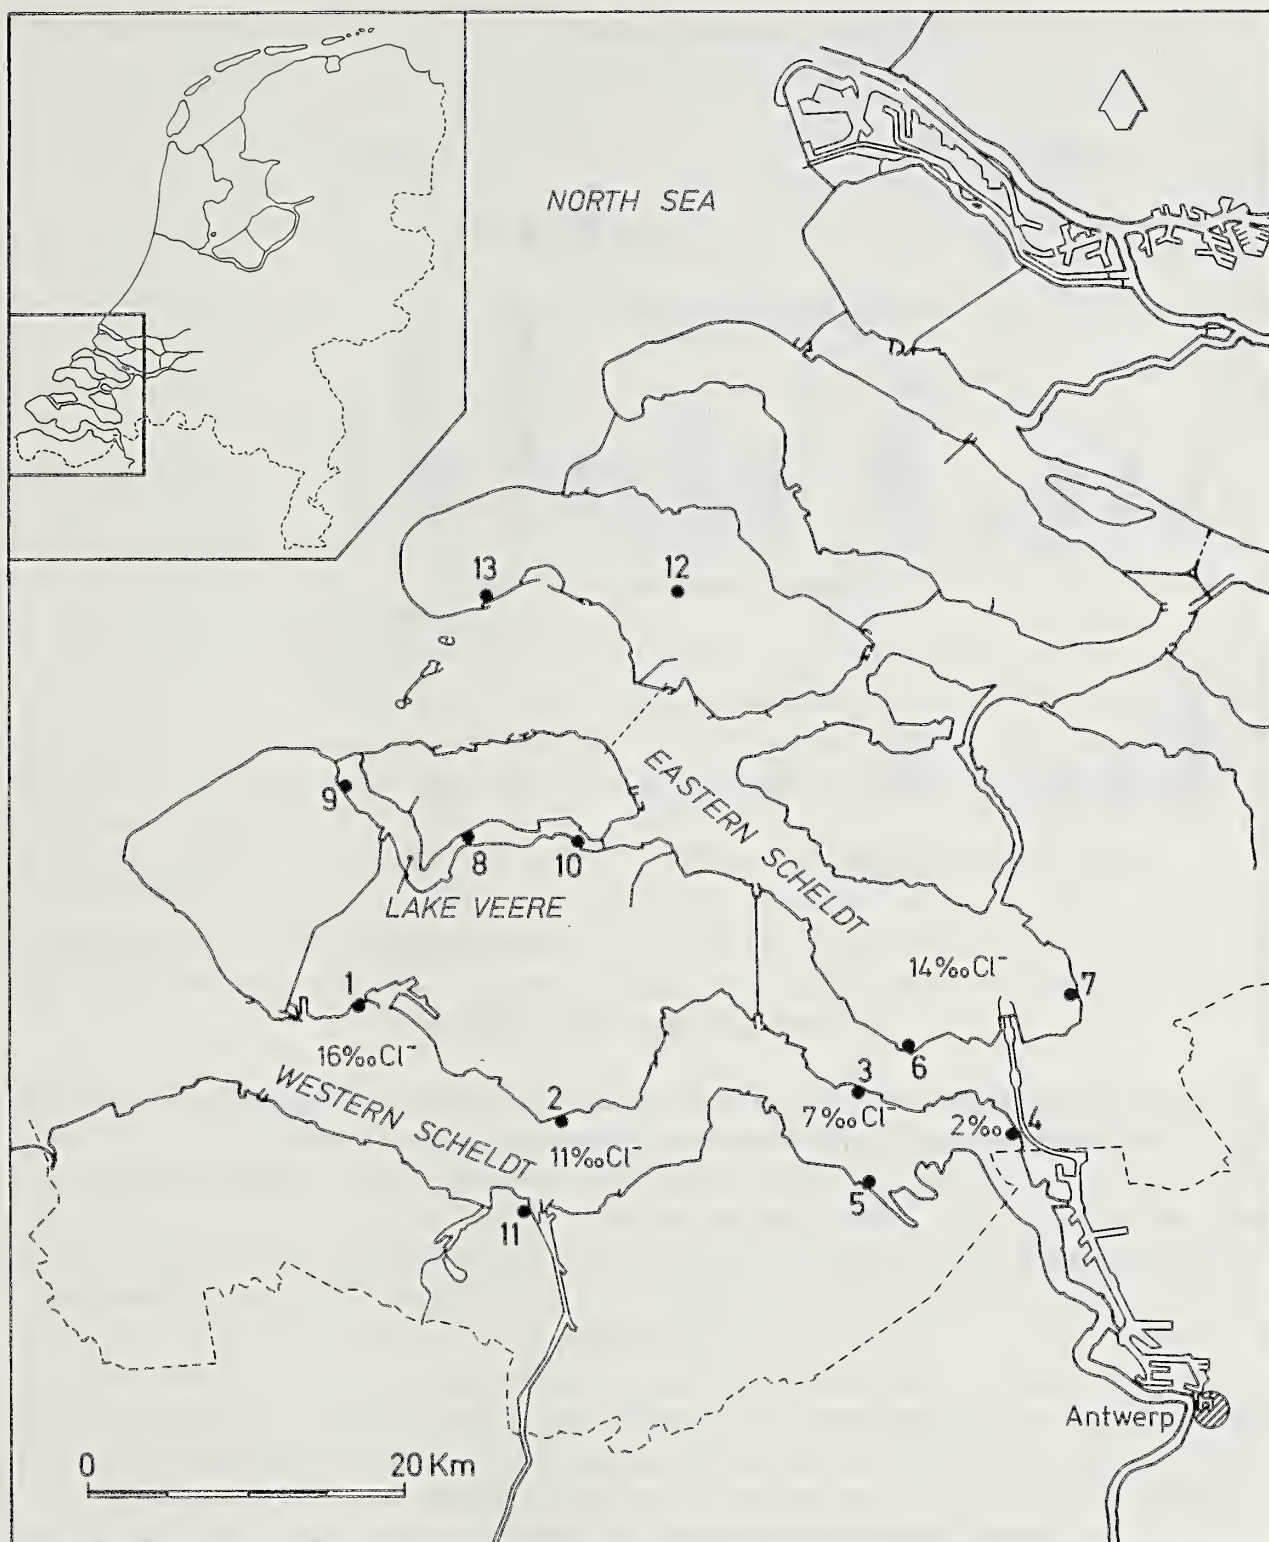 NORTH SEA
13
12
9
8
10
EASTERN SCHELDT
LAKE VEERE
14‰Cl⁻
7
1
6
16‰Cl⁻
3
WESTERN SCHELDT
2
7‰Cl⁻
2‰
4
11‰Cl⁻
5
11
Antwerp
0 20 Km